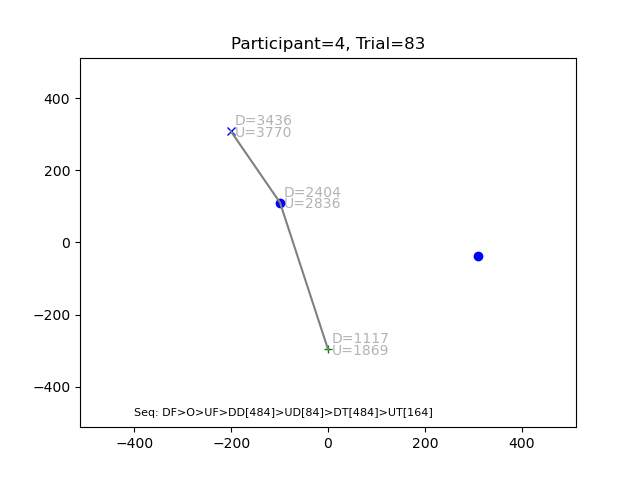 Participant=4, Trial=83
400
200
0
−200
−400
D=3436
U=3770
D=2404
U=2836
D=1117
U=1869
Seq: DF>O>UF>DD[484]>UD[84]>DT[484]>UT[164]
−400
−200
0
200
400